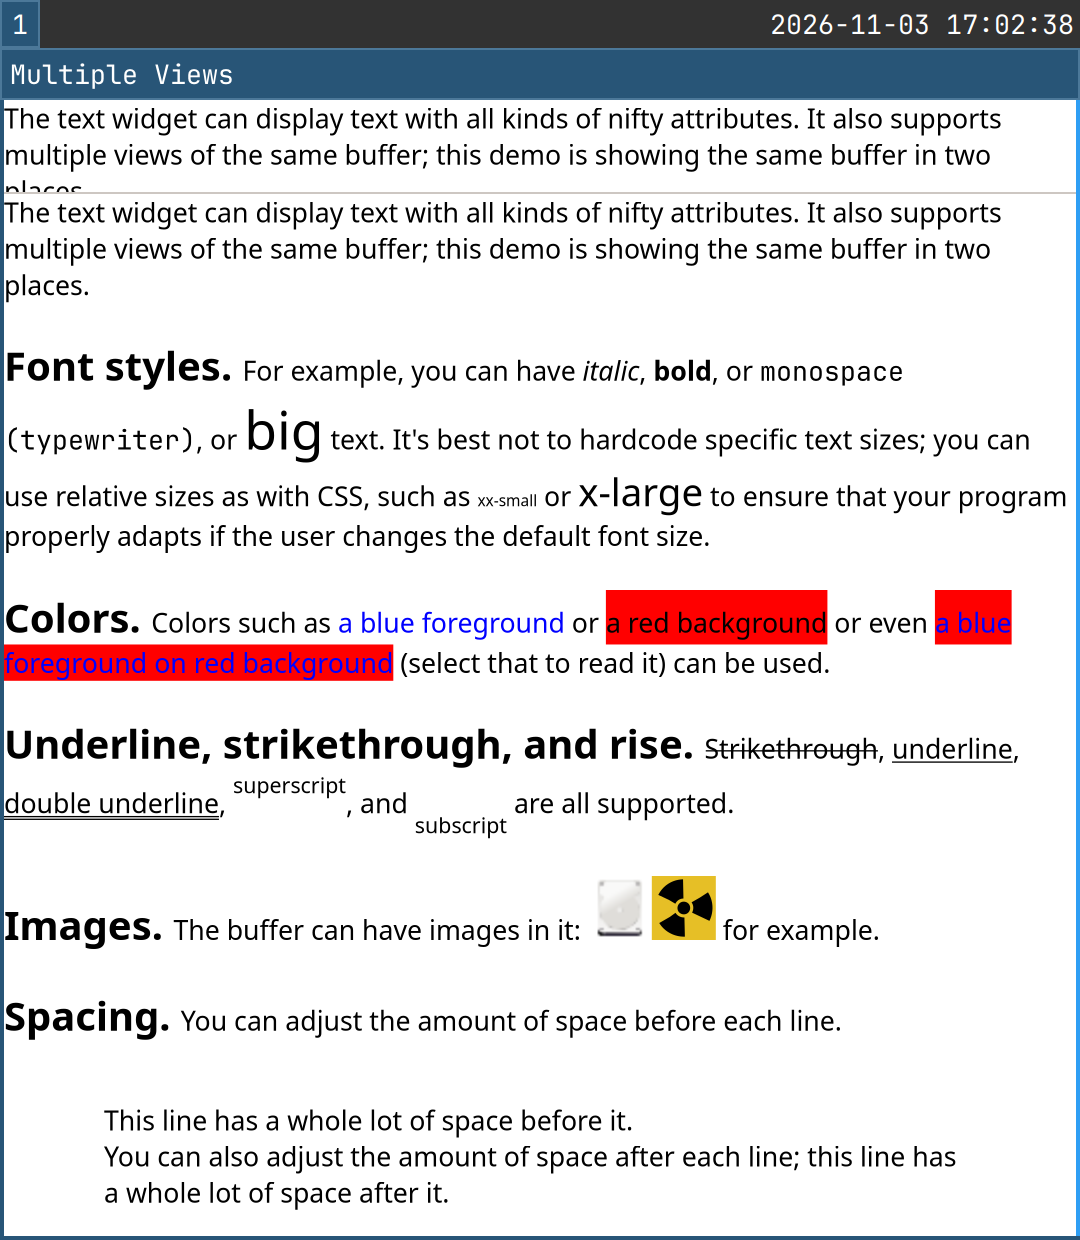 1
2026-11-03 17:02:38
Multiple Views
The text widget can display text with all kinds of nifty attributes. It also supports
multiple views of the same buffer; this demo is showing the same buffer in two
places.
The text widget can display text with all kinds of nifty attributes. It also supports
multiple views of the same buffer; this demo is showing the same buffer in two
places.
Font styles. For example, you can have italic, bold, or monospace
(typewriter), or big text. It's best not to hardcode specific text sizes; you can
use relative sizes as with CSS, such as xx-small or x-large to ensure that your program
properly adapts if the user changes the default font size.
Colors. Colors such as a blue foreground or a red background or even a blue
foreground on red background (select that to read it) can be used.
Underline, strikethrough, and rise. Strikethrough, underline,
double underline, superscript, and subscript are all supported.
Images. The buffer can have images in it: for example.
Spacing. You can adjust the amount of space before each line.
This line has a whole lot of space before it.
You can also adjust the amount of space after each line; this line has
a whole lot of space after it.